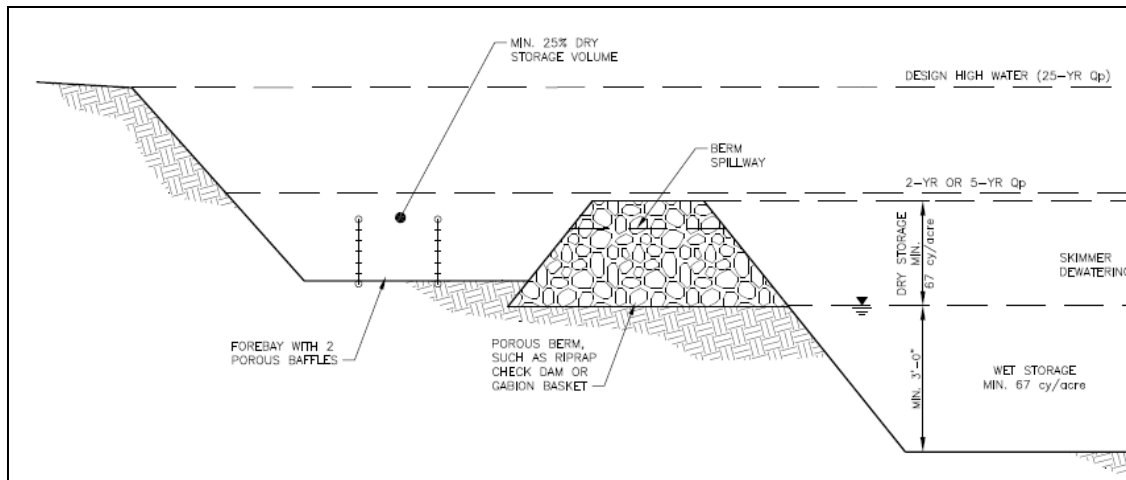 MIN. 25% DRY
STORAGE VOLUME
DESIGN HIGH WATER (25-YR Qp)
BERM
SPILLWAY
2-YR OR 5-YR Qp
DRY STORAGE
MIN.
67 cy/acre
SKIMMER
DEWATERING
FOREBAY WITH 2
POROUS BAFFLES
POROUS BERM,
SUCH AS RIPRAP
CHECK DAM OR
GABION BASKET
MIN. 3'-0"
WET STORAGE
MIN. 67 cy/acre